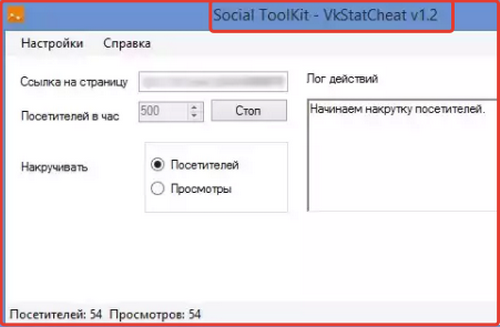 Social ToolKit - VkStatCheat v1.2
Настройки Справка
Ссылка на страницу
Лог действий
Посетителей в час 500 Стоп
Начинаем накрутку посетителей.
Накручивать
Посетителей
Просмотры
Посетителей: 54 Просмотров: 54